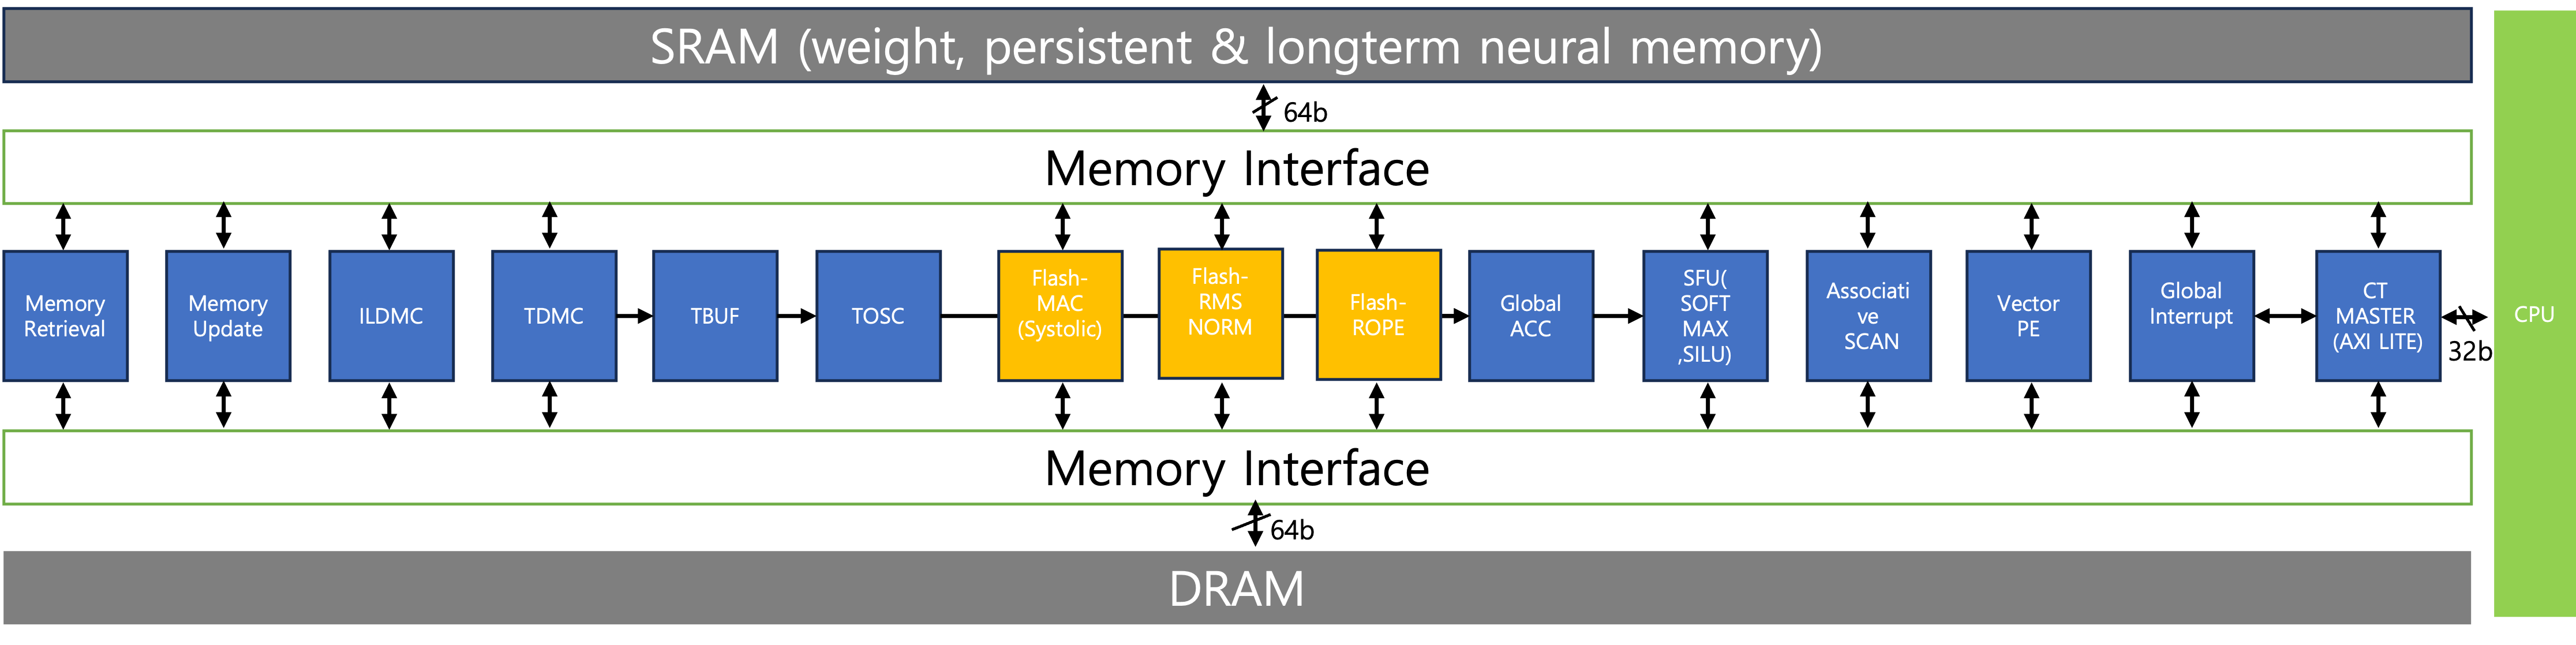 SRAM (weight, persistent & longterm neural memory)
64b
Memory Interface
Memory
Retrieval
Memory
Update
ILDMC
TDMC
TBUF
TOSC
Flash-
MAC
(Systolic)
Flash-
RMS
NORM
Flash-
ROPE
Global
ACC
SFU(
SOFT
MAX
,SILU)
Associati
ve
SCAN
Vector
PE
Global
Interrupt
CT
MASTER
(AXI LITE)
32b
CPU
Memory Interface
64b
DRAM